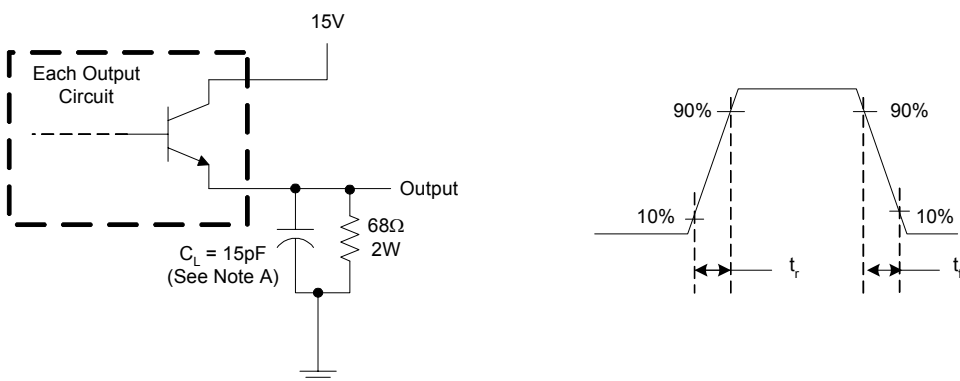 15V
Each Output
Circuit
Output
68Ω
2W
C_L = 15pF
(See Note A)
90%
90%
10%
10%
t_r
t_f